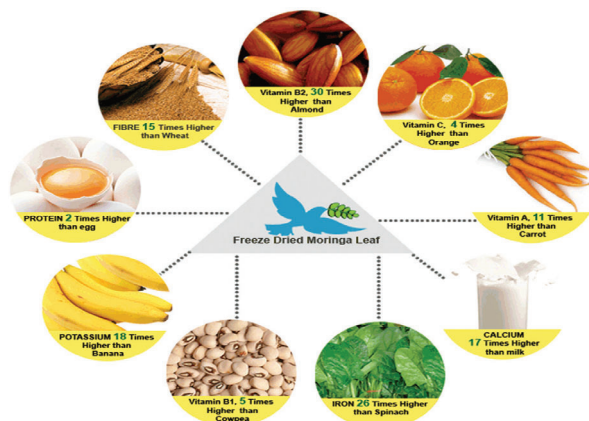 Vitamin B2, 30 Times
Higher than
Almond
FIBRE 15 Times Higher
than Wheat
Vitamin C, 4 Times
Higher than
Orange
PROTEIN 2 Times Higher
than egg
Vitamin A, 11 Times
Higher than
Carrot
Freeze Dried Moringa Leaf
POTASSIUM 18 Times
Higher than
Banana
CALCIUM
17 Times Higher
than milk
Vitamin B1, 5 Times
Higher than
Cowpea
IRON 26 Times Higher
than Spinach